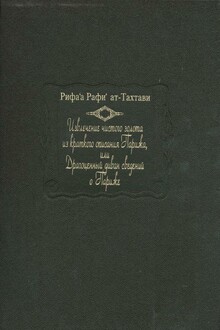 Рифа'а Рафи' ат-Тахтави
Извлечение чистого золота
из краткого описания Парижа,
или
Драгоценный диван сведений
о Париже